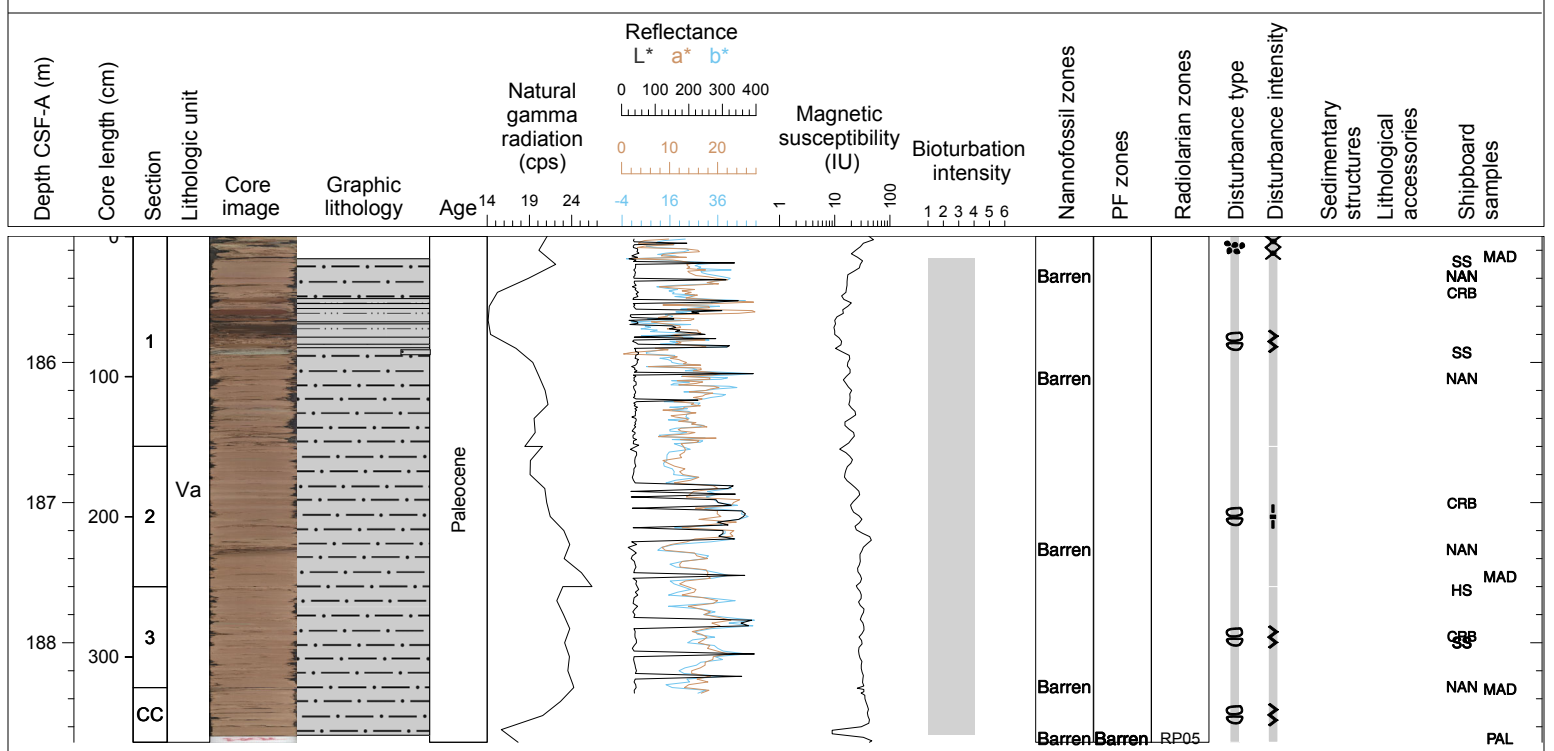 Depth CSF-A (m)
Core length (cm)
Section
Lithologic unit
Core
image
Graphic
lithology
Age
Natural
gamma
radiation
(cps)
14 19 24
Reflectance
L* a* b*
0 100 200 300 400
0 10 20
-4 16 36
Magnetic
susceptibility
(IU)
1 10 100
Bioturbation
intensity
1 2 3 4 5 6
Nannofossil zones
PF zones
Radiolarian zones
Disturbance type
Disturbance intensity
Sedimentary
structures
Lithological
accessories
Shipboard
samples
0
MAD
SS
Barren NAN
CRB
1
SS
186
100
Barren NAN
Va
Paleocene
187
CRB
200
2
Barren NAN
MAD
HS
188
3
CRB
SS
300
Barren NAN MAD
CC
Barren Barren RP05 PAL